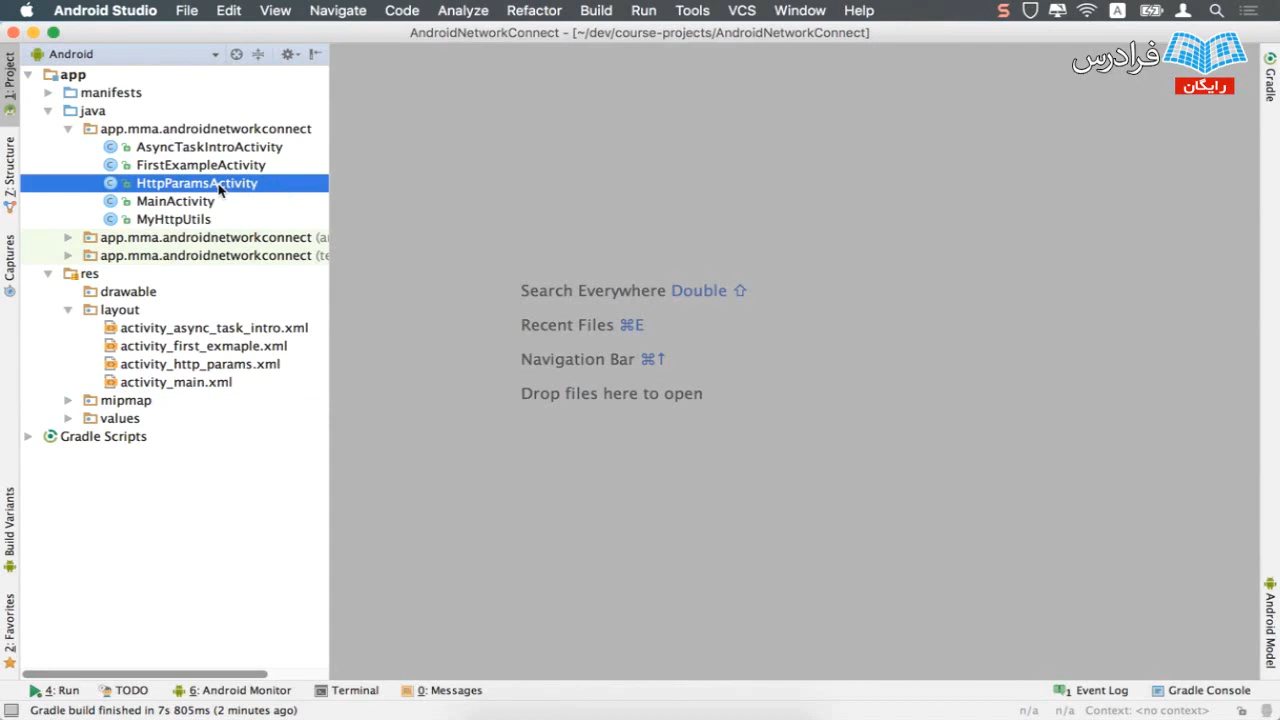 Android Studio File Edit View Navigate Code Analyze Refactor Build Run Tools VCS Window Help
AndroidNetworkConnect - [~/dev/course-projects/AndroidNetworkConnect]
فرادرس
رایگان
Android
1: Project
Z: Structure
Captures
Build Variants
2: Favorites
app
manifests
java
app.mma.androidnetworkconnect
AsyncTaskIntroActivity
FirstExampleActivity
HttpParamsActivity
MainActivity
MyHttpUtils
app.mma.androidnetworkconnect
app.mma.androidnetworkconnect
res
drawable
layout
activity_async_task_intro.xml
activity_first_exmaple.xml
activity_http_params.xml
activity_main.xml
mipmap
values
Gradle Scripts
Search Everywhere Double ⇧
Recent Files ⌘E
Navigation Bar ⌘↑
Drop files here to open
Gradle
Android Model
4: Run TODO 6: Android Monitor Terminal 0: Messages 1 Event Log Gradle Console
Gradle build finished in 7s 805ms (2 minutes ago) n/a n/a Context: <no context>